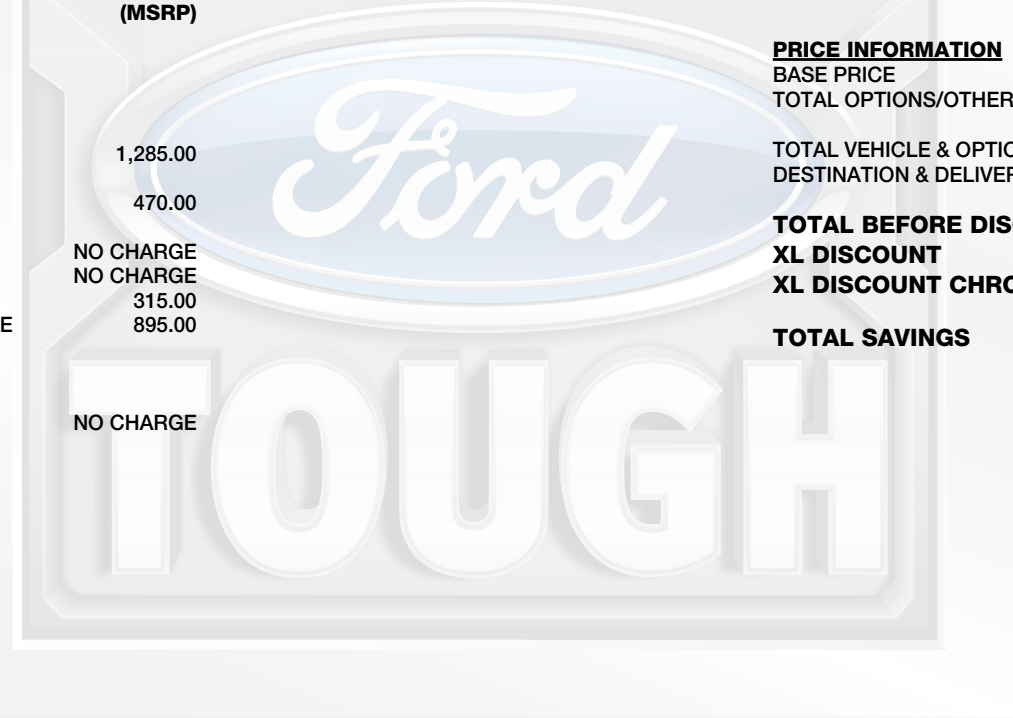 (MSRP)
1,285.00
470.00
NO CHARGE
NO CHARGE
315.00
E 895.00
NO CHARGE
PRICE INFORMATION
BASE PRICE
TOTAL OPTIONS/OTHER
TOTAL VEHICLE & OPTIO
DESTINATION & DELIVER
TOTAL BEFORE DISC
XL DISCOUNT
XL DISCOUNT CHRO
TOTAL SAVINGS
Ford
TOUGH